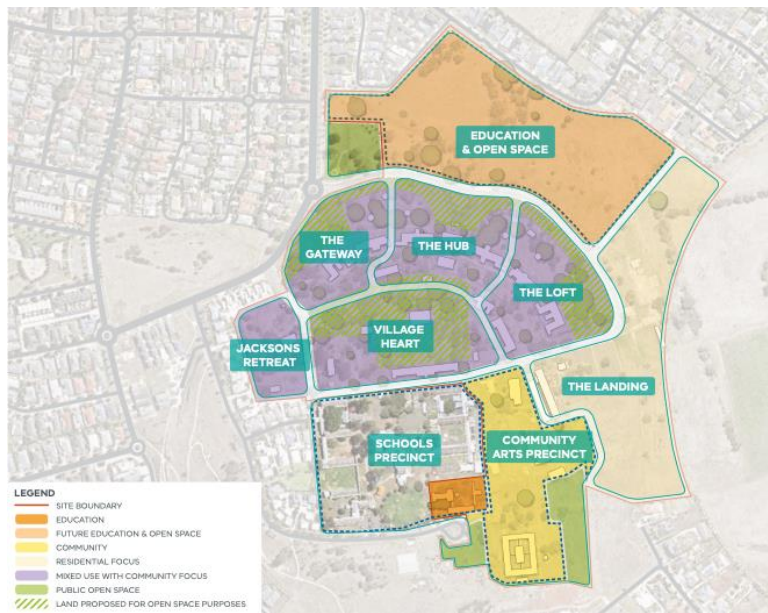 EDUCATION
& OPEN SPACE
THE
GATEWAY
THE HUB
THE LOFT
VILLAGE
HEART
JACKSONS
RETREAT
THE LANDING
SCHOOLS
PRECINCT
COMMUNITY
ARTS PRECINCT
LEGEND
SITE BOUNDARY
EDUCATION
FUTURE EDUCATION & OPEN SPACE
COMMUNITY
RESIDENTIAL FOCUS
MIXED USE WITH COMMUNITY FOCUS
PUBLIC OPEN SPACE
LAND PROPOSED FOR OPEN SPACE PURPOSES